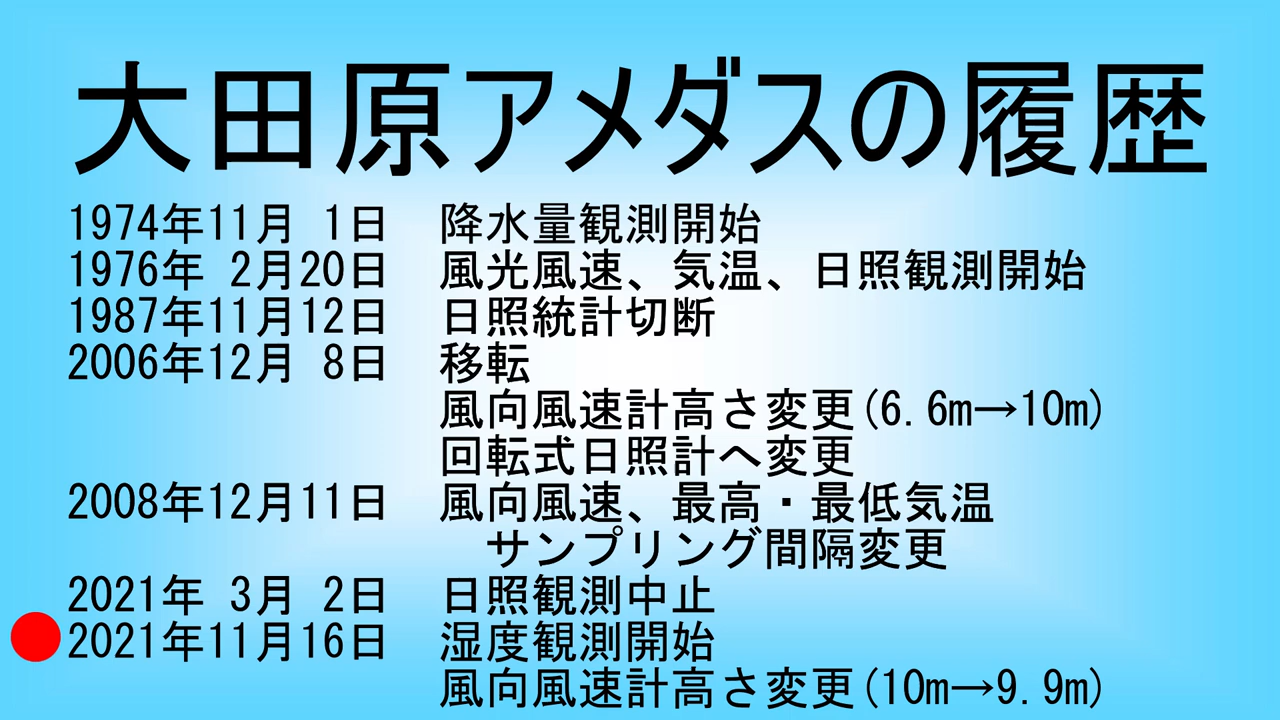 大田原アメダスの履歴
1974年11月 1日 降水量観測開始
1976年 2月20日 風光風速、気温、日照観測開始
1987年11月12日 日照統計切断
2006年12月 8日 移転
風向風速計高さ変更(6.6m→10m)
回転式日照計へ変更
2008年12月11日 風向風速、最高・最低気温
サンプリング間隔変更
2021年 3月 2日 日照観測中止
2021年11月16日 湿度観測開始
風向風速計高さ変更(10m→9.9m)